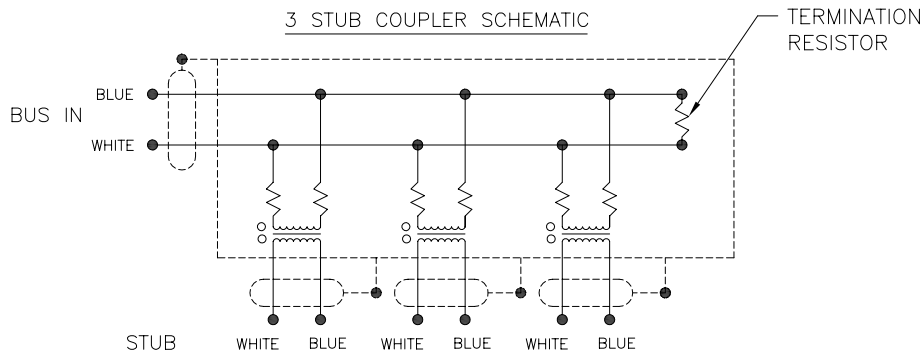 3 STUB COUPLER SCHEMATIC
TERMINATION
RESISTOR
BLUE
BUS IN
WHITE
STUB WHITE BLUE WHITE BLUE WHITE BLUE